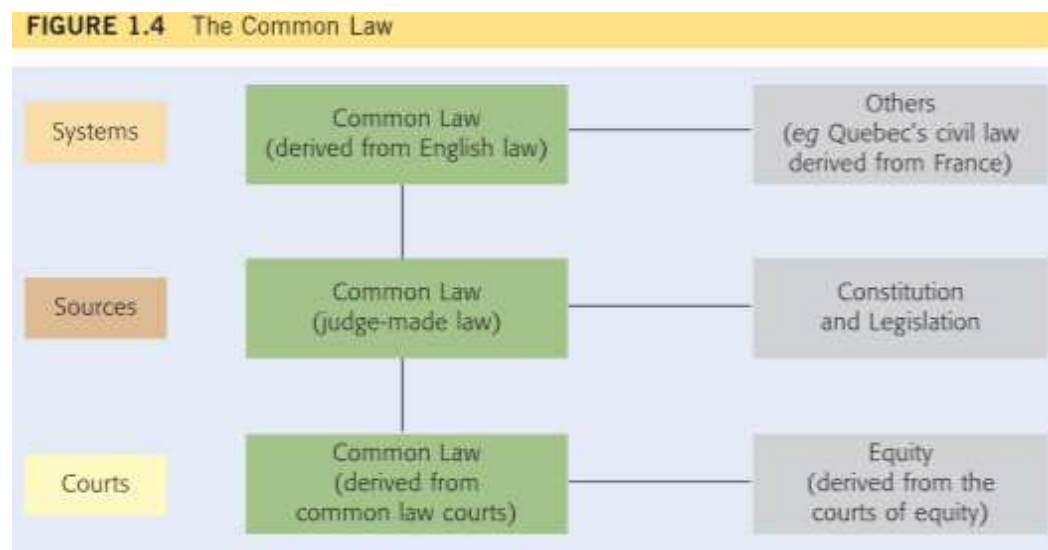 FIGURE 1.4 The Common Law
Systems
Common Law
(derived from English law)
Others
(eg Quebec's civil law
derived from France)
Sources
Common Law
(judge-made law)
Constitution
and Legislation
Courts
Common Law
(derived from
common law courts)
Equity
(derived from the
courts of equity)